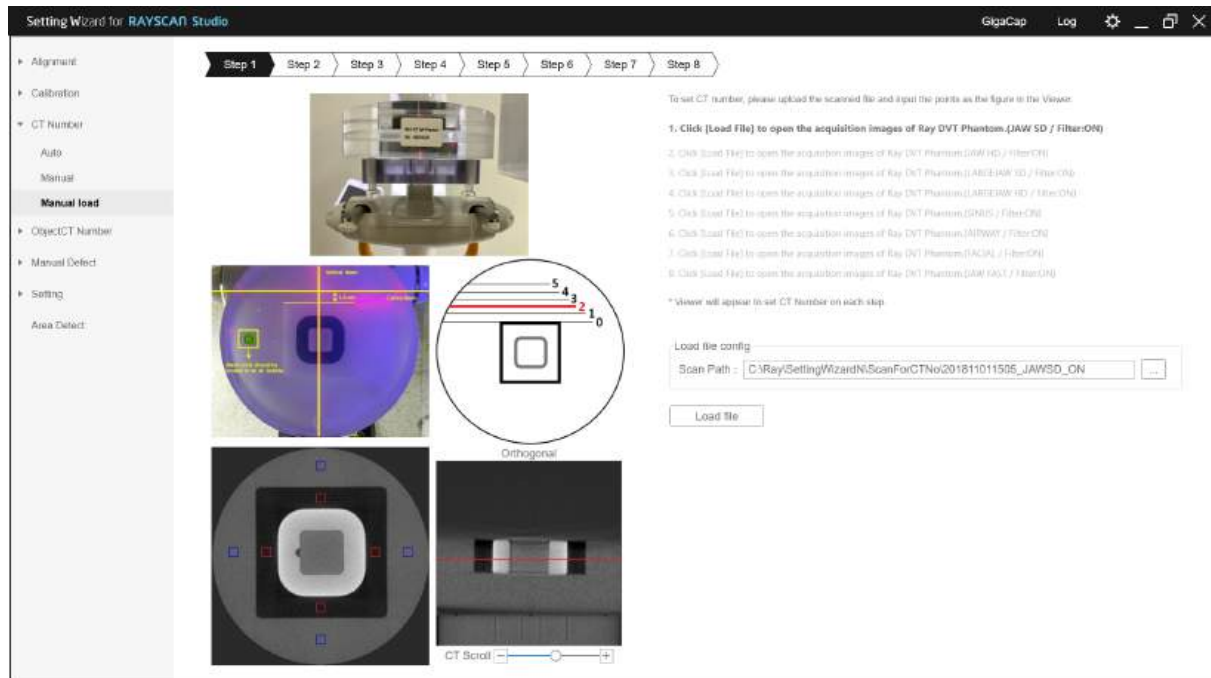 Setting Wizard for RAYSCAN Studio
GigaCap
Log
Alignment
Calibration
CT Number
Auto
Manual
Manual load
ObjectCT Number
Manual Defect
Setting
Area Detect
Step 1
Step 2
Step 3
Step 4
Step 5
Step 6
Step 7
Step 8
5
4
3
2
1
0
Orthogonal
CT Scroll
To set CT number, please upload the scanned file and input the points as the figure in the Viewer.
1. Click [Load File] to open the acquisition images of Ray DVT Phantom.(JAW SD / Filter:ON)
2. Click [Load File] to open the acquisition images of Ray DVT Phantom.(JAW HD / Filter:ON)
3. Click [Load File] to open the acquisition images of Ray DVT Phantom.(LARGEJAW SD / Filter:ON)
4. Click [Load File] to open the acquisition images of Ray DVT Phantom.(LARGEJAW HD / Filter:ON)
5. Click [Load File] to open the acquisition images of Ray DVT Phantom.(SINUS / Filter:ON)
6. Click [Load File] to open the acquisition images of Ray DVT Phantom.(AIRWAY / Filter:ON)
7. Click [Load File] to open the acquisition images of Ray DVT Phantom.(FACIAL / Filter:ON)
8. Click [Load File] to open the acquisition images of Ray DVT Phantom.(JAW FAST / Filter:ON)
* Viewer will appear to set CT Number on each step.
Load file config
Scan Path : C:\Ray\SettingWizardN\ScanForCTNo\201811011505_JAWSD_ON
...
Load file